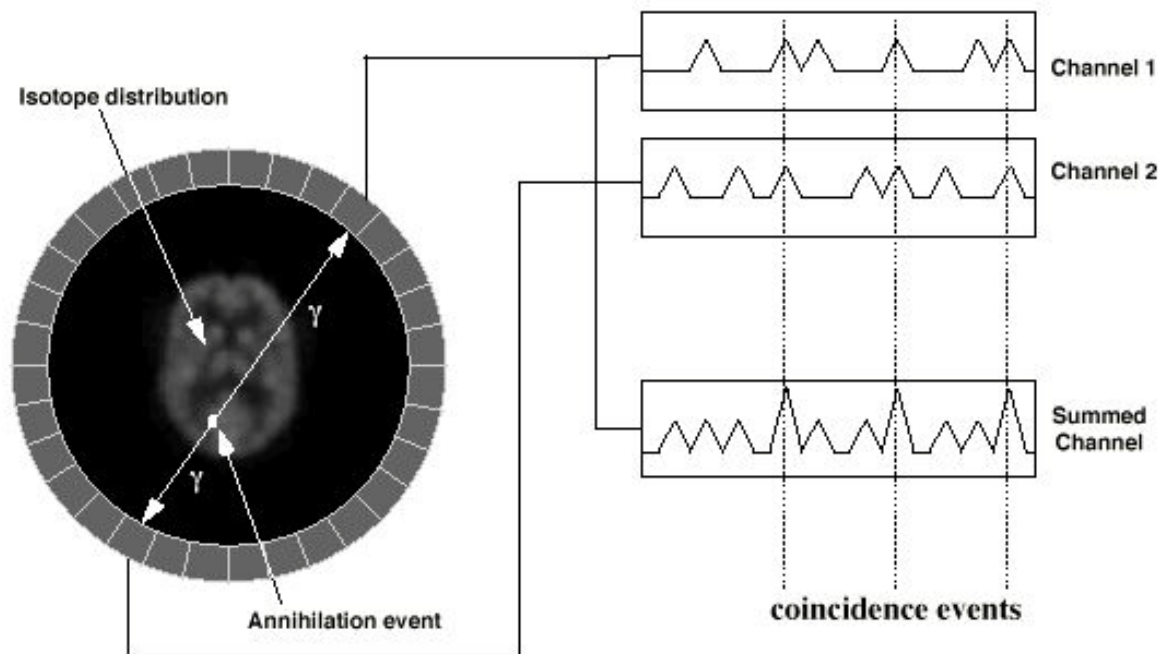 Isotope distribution
γ
γ
Annihilation event
Channel 1
Channel 2
Summed
Channel
coincidence events